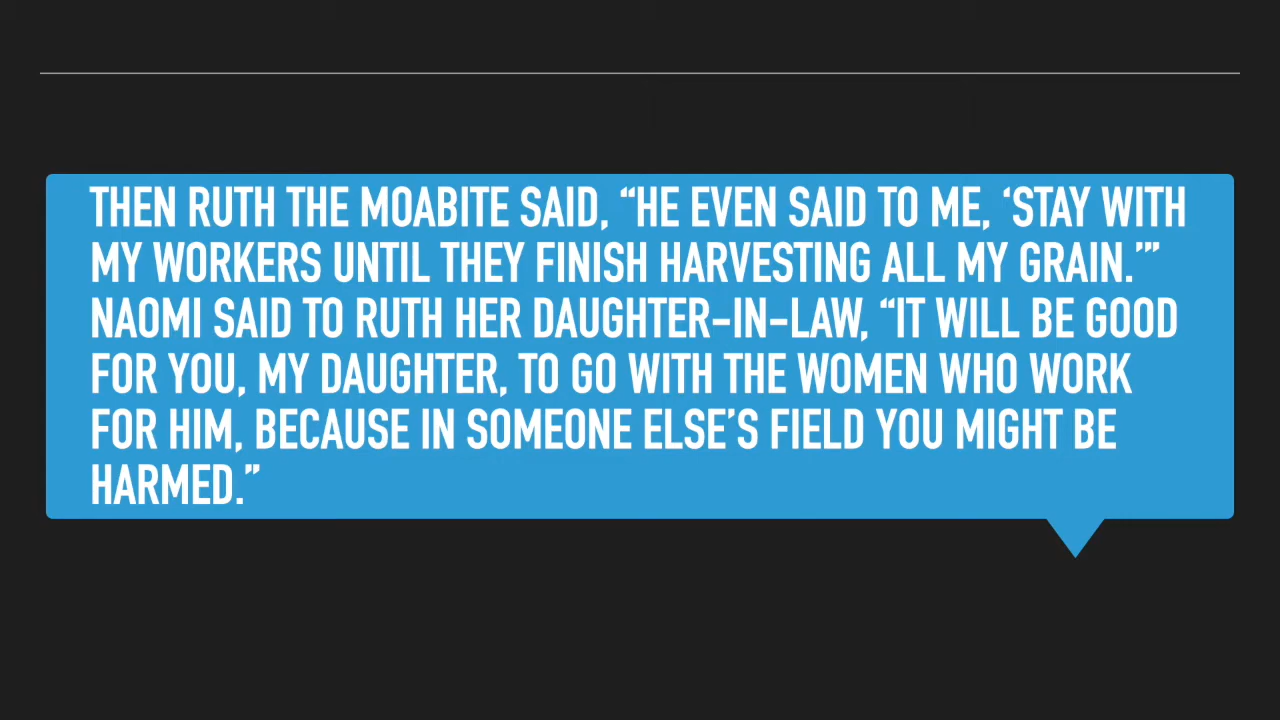 THEN RUTH THE MOABITE SAID, “HE EVEN SAID TO ME, ‘STAY WITH
MY WORKERS UNTIL THEY FINISH HARVESTING ALL MY GRAIN.’”
NAOMI SAID TO RUTH HER DAUGHTER-IN-LAW, “IT WILL BE GOOD
FOR YOU, MY DAUGHTER, TO GO WITH THE WOMEN WHO WORK
FOR HIM, BECAUSE IN SOMEONE ELSE’S FIELD YOU MIGHT BE
HARMED.”